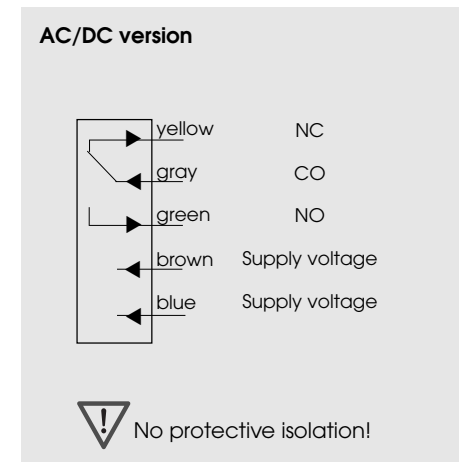 AC/DC version
yellow NC
gray CO
green NO
brown Supply voltage
blue Supply voltage
! No protective isolation!